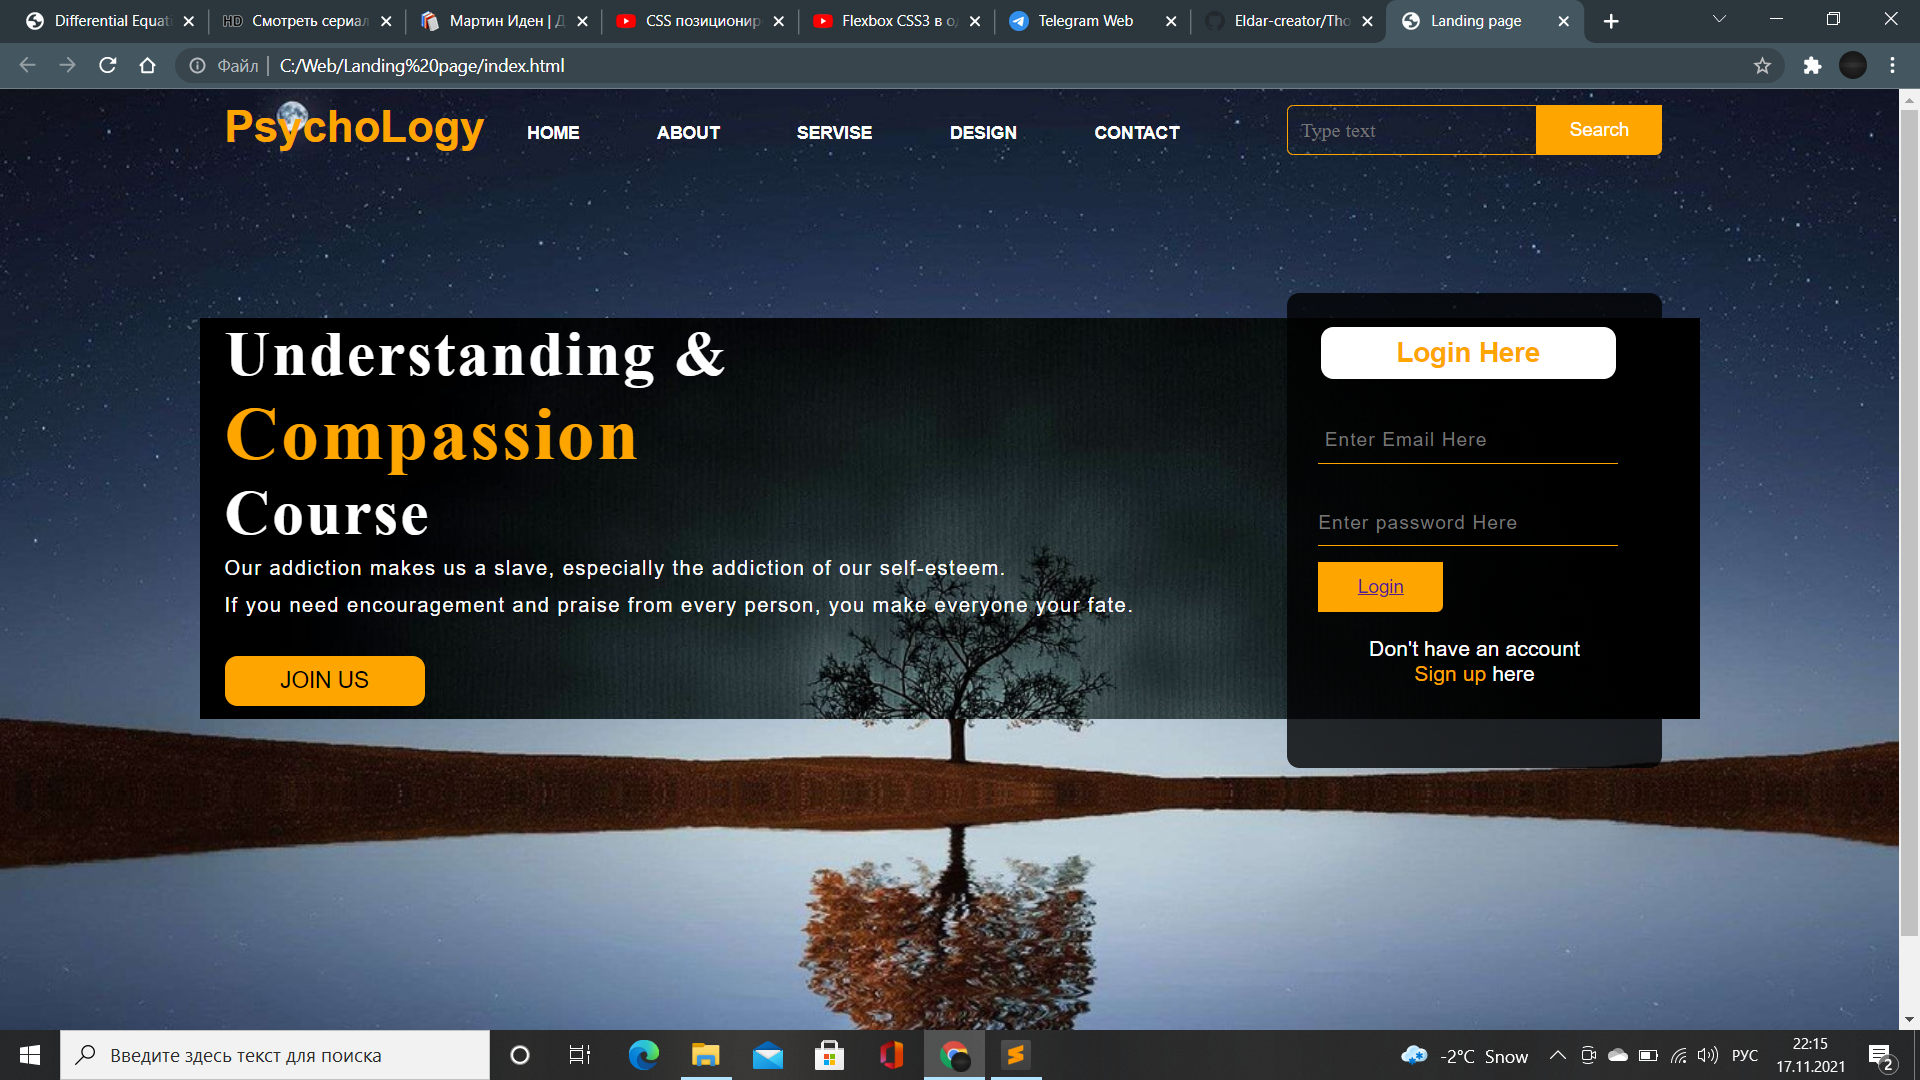 Differential Equat
Смотреть сериал
Мартин Иден | Д
CSS позиционир
Flexbox CSS3 в о
Telegram Web
Eldar-creator/Tho
Landing page
Файл | C:/Web/Landing%20page/index.html
PsychoLogy
HOME
ABOUT
SERVISE
DESIGN
CONTACT
Type text
Search
Understanding &
Compassion
Course
Our addiction makes us a slave, especially the addiction of our self-esteem.
If you need encouragement and praise from every person, you make everyone your fate.
JOIN US
Login Here
Enter Email Here
Enter password Here
Login
Don't have an account
Sign up here
Введите здесь текст для поиска
-2°C Snow
РУС
22:15
17.11.2021
2